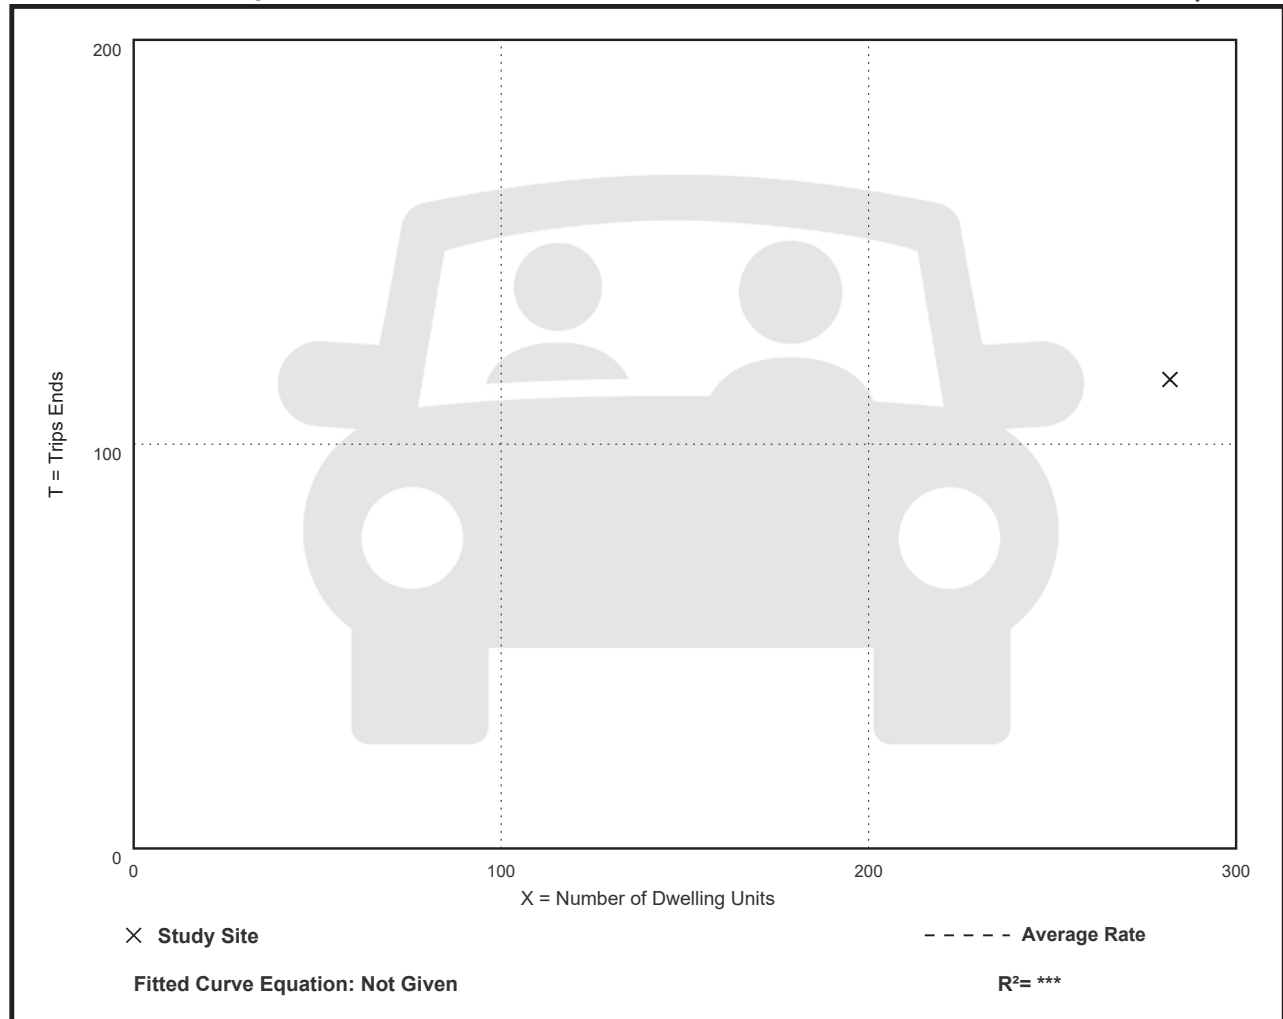 200
T = Trips Ends
100
0
0 100 200 300
X = Number of Dwelling Units
Study Site
Average Rate
Fitted Curve Equation: Not Given
R²= ***